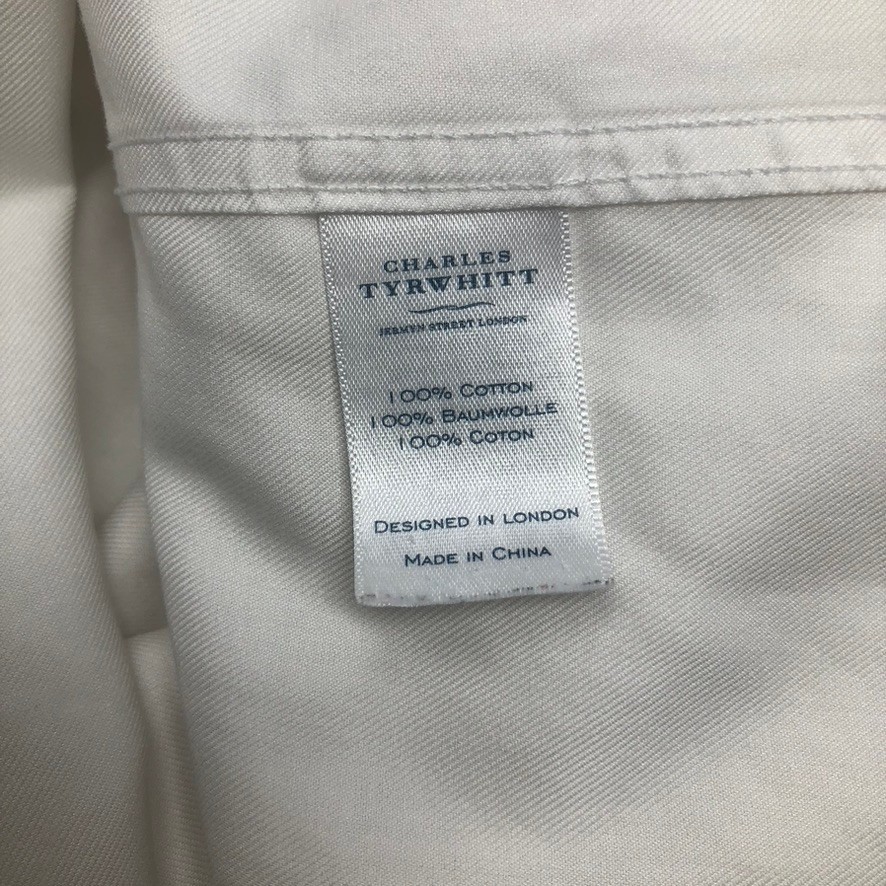 CHARLES
TYRWHITT
JERMYN STREET LONDON
100% COTTON
100% BAUMWOLLE
100% COTON
DESIGNED IN LONDON
MADE IN CHINA